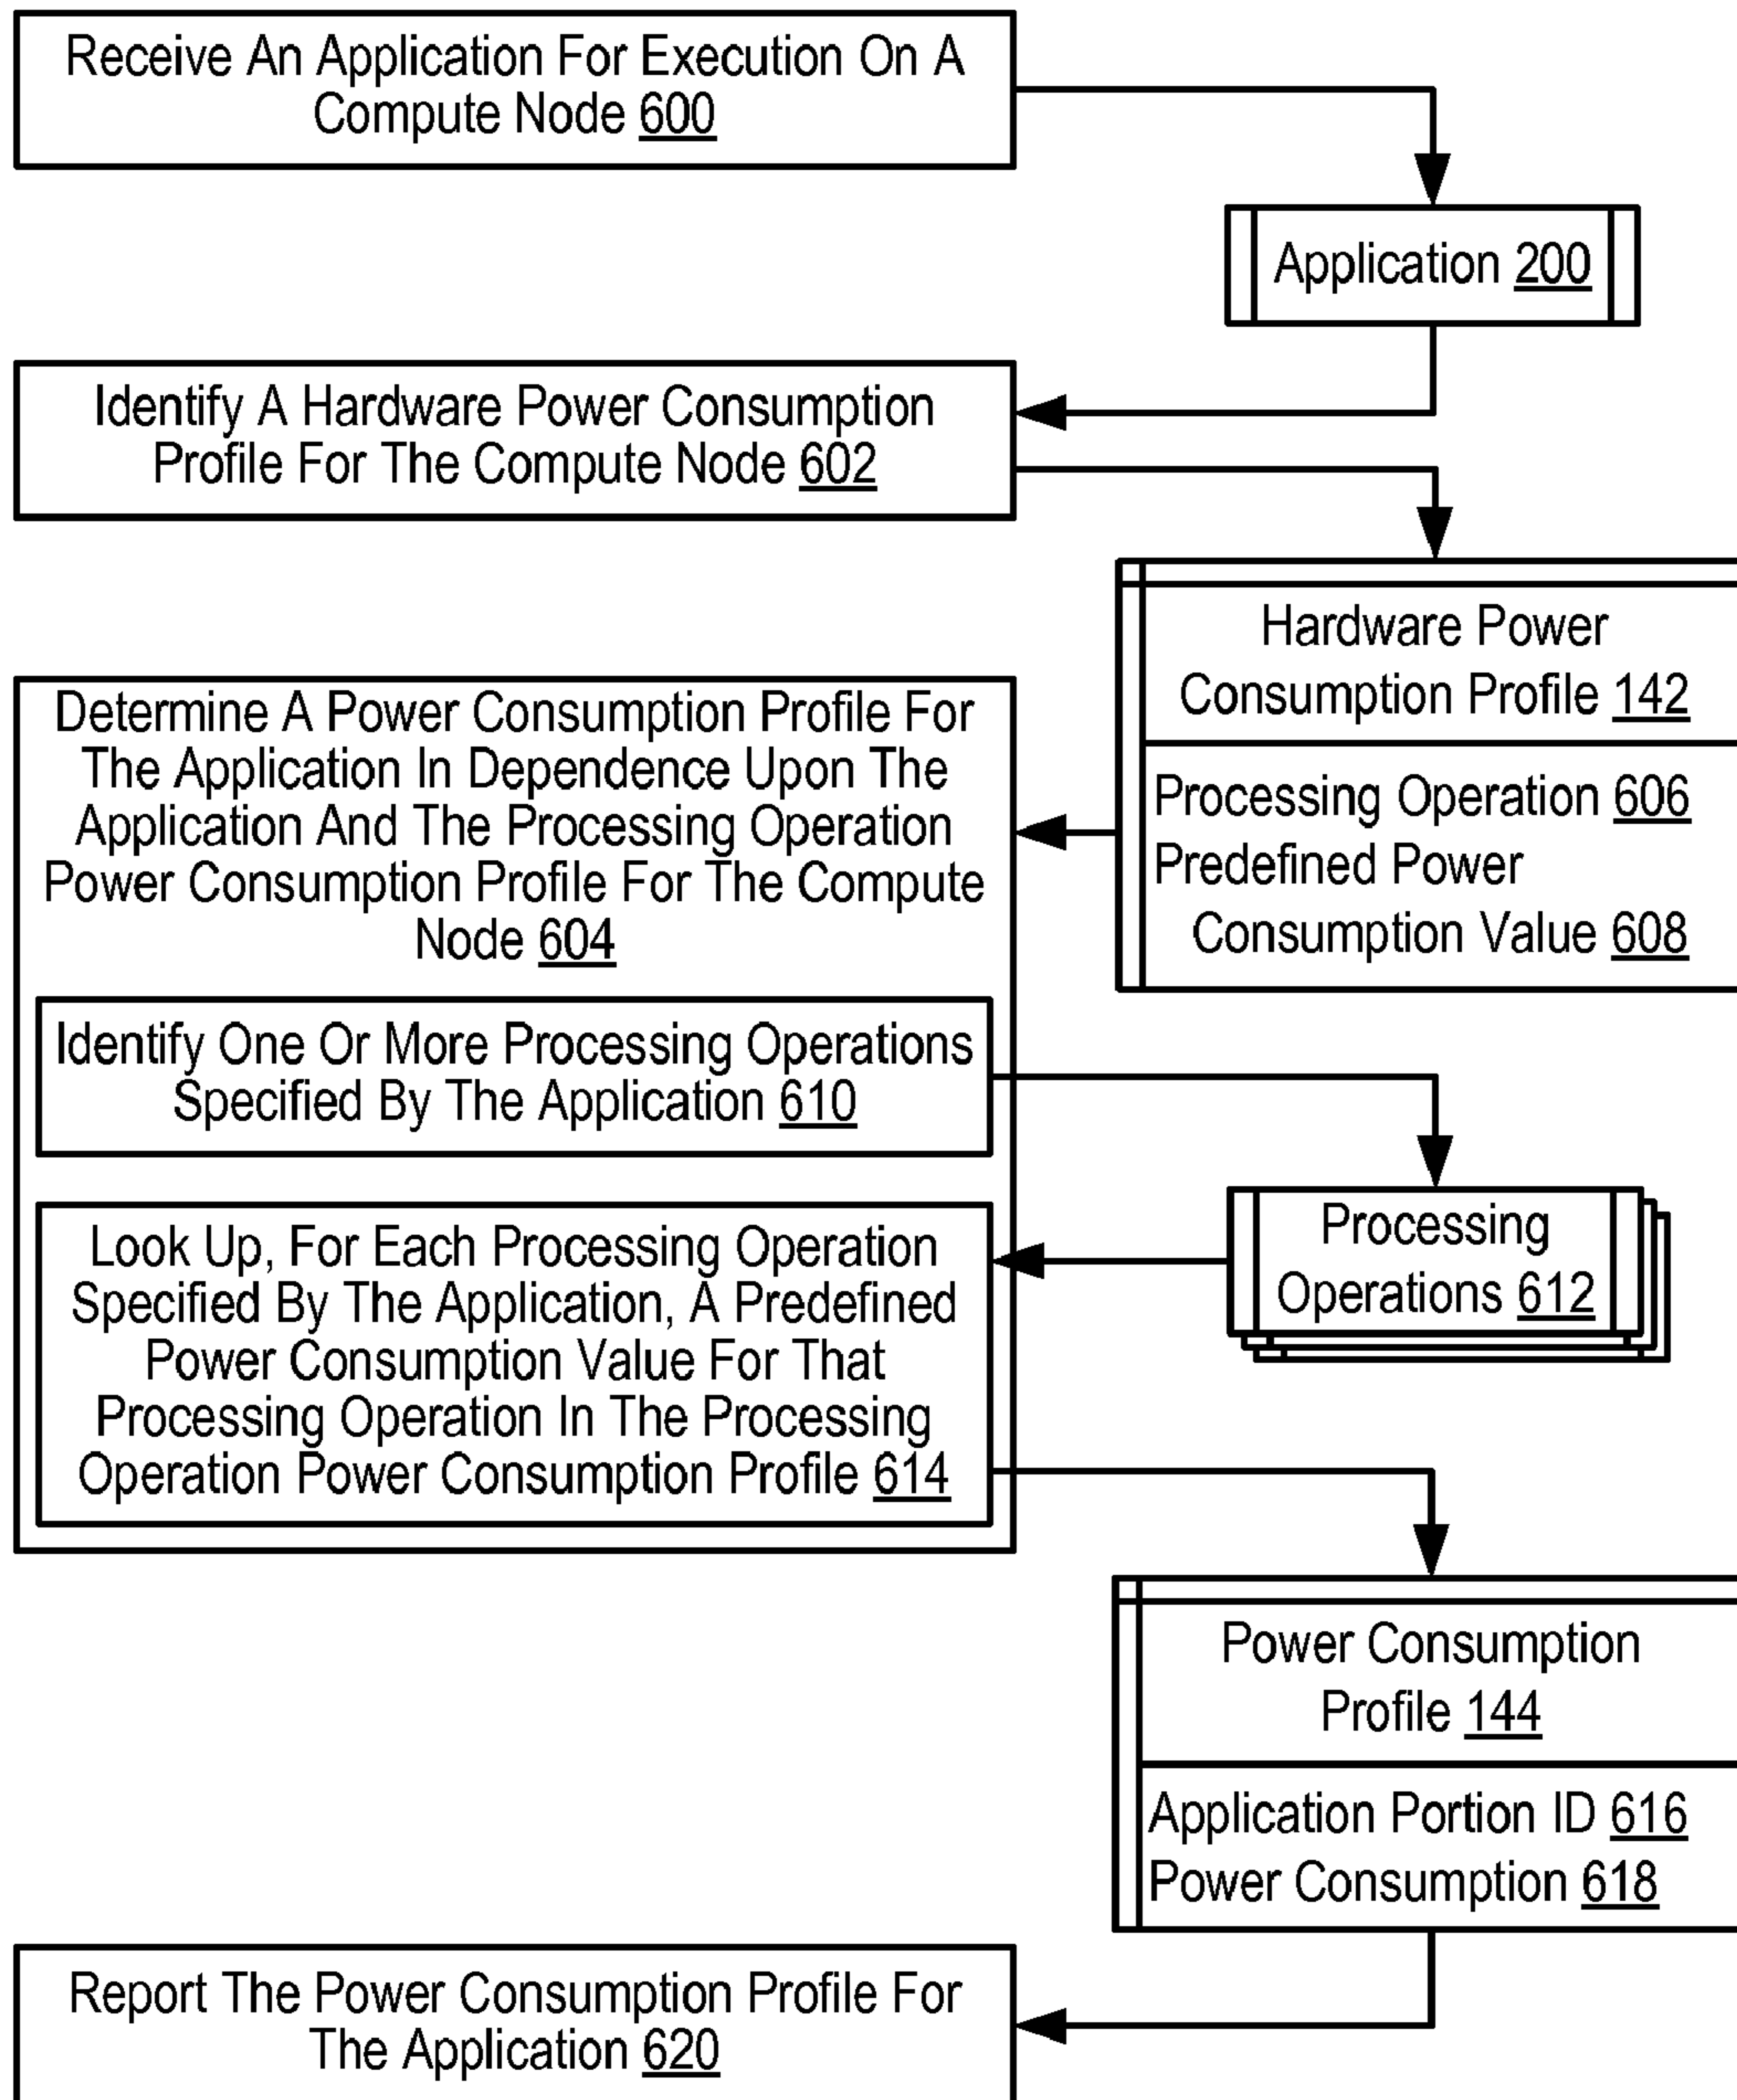 Receive An Application For Execution On A
Compute Node 600
Application 200
Identify A Hardware Power Consumption
Profile For The Compute Node 602
Hardware Power
Consumption Profile 142
Processing Operation 606
Predefined Power
Consumption Value 608
Determine A Power Consumption Profile For
The Application In Dependence Upon The
Application And The Processing Operation
Power Consumption Profile For The Compute
Node 604
Identify One Or More Processing Operations
Specified By The Application 610
Processing
Operations 612
Look Up, For Each Processing Operation
Specified By The Application, A Predefined
Power Consumption Value For That
Processing Operation In The Processing
Operation Power Consumption Profile 614
Power Consumption
Profile 144
Application Portion ID 616
Power Consumption 618
Report The Power Consumption Profile For
The Application 620